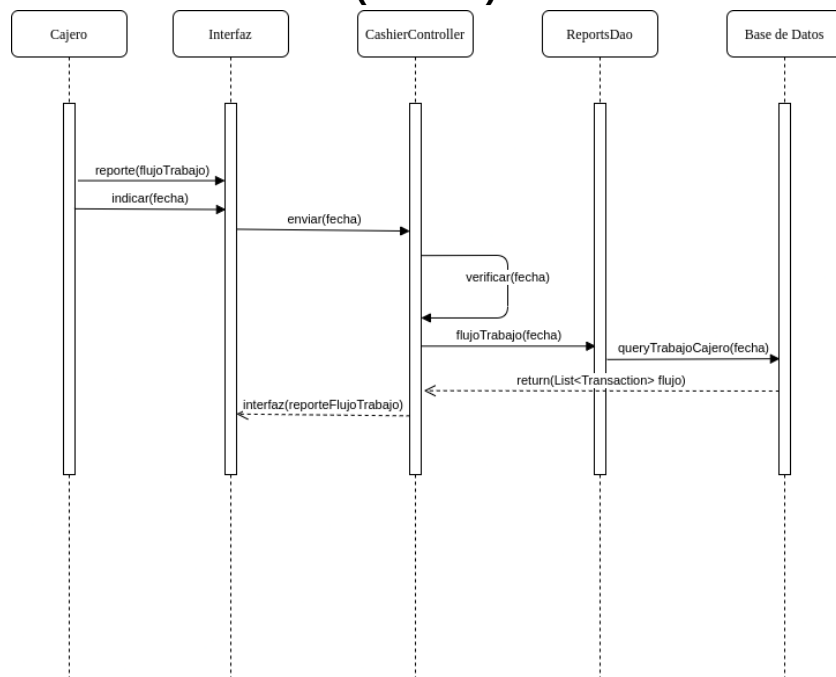 Cajero
Interfaz
CashierController
ReportsDao
Base de Datos
reporte(flujoTrabajo)
indicar(fecha)
enviar(fecha)
verificar(fecha)
flujoTrabajo(fecha)
queryTrabajoCajero(fecha)
return(List<Transaction> flujo)
interfaz(reporteFlujoTrabajo)